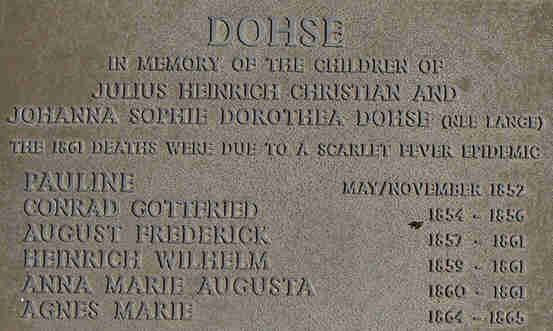 DOHSE
IN MEMORY OF THE CHILDREN OF
JULIUS HEINRICH CHRISTIAN AND
JOHANNA SOPHIE DOROTHEA DOHSE (NEE LANGE)
THE 1861 DEATHS WERE DUE TO A SCARLET FEVER EPIDEMIC
PAULINE MAY/NOVEMBER 1852
CONRAD GOTTFRIED 1854 - 1856
AUGUST FREDERICK 1857 - 1861
HEINRICH WILHELM 1859 - 1861
ANNA MARIE AUGUSTA 1860 - 1861
AGNES MARIE 1864 - 1865